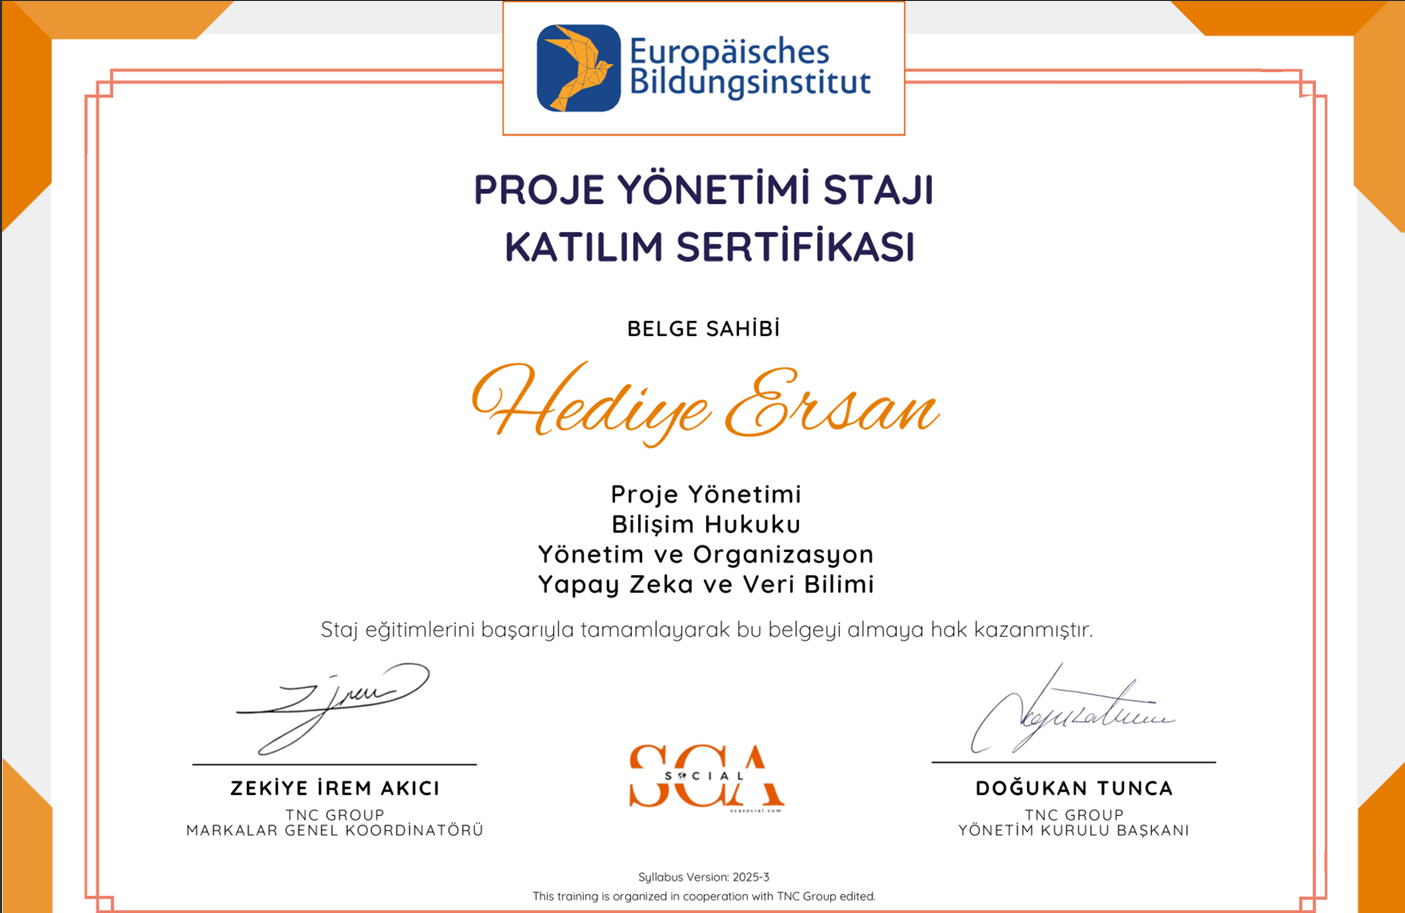 Europäisches
Bildungsinstitut
PROJE YÖNETİMİ STAJI
KATILIM SERTİFİKASI
BELGE SAHİBİ
Hediye Ersan
Proje Yönetimi
Bilişim Hukuku
Yönetim ve Organizasyon
Yapay Zeka ve Veri Bilimi
Staj eğitimlerini başarıyla tamamlayarak bu belgeyi almaya hak kazanmıştır.
ZEKİYE İREM AKICI
TNC GROUP
MARKALAR GENEL KOORDİNATÖRÜ
SCA
SOCIAL
scasocial.com
DOĞUKAN TUNCA
TNC GROUP
YÖNETİM KURULU BAŞKANI
Syllabus Version: 2025-3
This training is organized in cooperation with TNC Group edited.